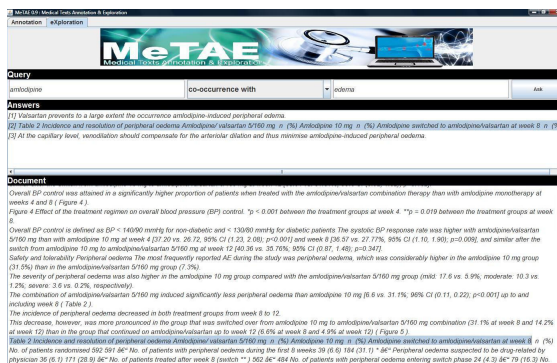 MeTAE 0.9 : Medical Texts Annotation & Exploration
Annotation eXploration
MeTAE
Medical Texts Annotation & Exploration
Query
amlodipine co-occurrence with edema Ask
Answers
[1] Valsartan prevents to a large extent the occurrence amlodipine-induced peripheral edema.
[2] Table 2 Incidence and resolution of peripheral oedema Amlodipine/ valsartan 5/160 mg n (%) Amlodipine 10 mg n (%) Amlodipine switched to amlodipine/valsartan at week 8 n (%
[3] At the capillary level, venodilation should compensate for the arteriolar dilation and thus minimise amlodipine-induced peripheral edema.
Document
Overall BP control was attained in a significantly higher proportion of patients when treated with the amlodipine/valsartan combination therapy than with amlodipine monotherapy at
weeks 4 and 8 ( Figure 4 ).
Figure 4 Effect of the treatment regimen on overall blood pressure (BP) control. *p < 0.001 between the treatment groups at week 4. **p = 0.019 between the treatment groups at week
8.
Overall BP control is defined as BP < 140/90 mmHg for non-diabetic and < 130/80 mmHg for diabetic patients The systolic BP response rate was higher with amlodipine/valsartan
5/160 mg than with amlodipine 10 mg at week 4 [37.20 vs. 26.72, 95% CI (1.23, 2.08); p<0.001] and week 8 [36.57 vs. 27.77%, 95% CI (1.10, 1.90); p=0.009], and similar after the
switch from amlodipine 10 mg to amlodipine/valsartan 5/160 mg at week 12 [40.36 vs. 35.76%; 95% CI (0.87, 1.48); p=0.347].
Safety and tolerability Peripheral oedema The most frequently reported AE during the study was peripheral oedema, which was considerably higher in the amlodipine 10 mg group
(31.5%) than in the amlodipine/valsartan 5/160 mg group (7.3%).
The severity of peripheral oedema was also higher in the amlodipine 10 mg group compared with the amlodipine/valsartan 5/160 mg group (mild: 17.6 vs. 5.9%; moderate: 10.3 vs.
1.2%; severe: 3.6 vs. 0.2%, respectively).
The combination of amlodipine/valsartan 5/160 mg induced significantly less peripheral oedema than amlodipine 10 mg [6.6 vs. 31.1%, 96% CI (0.11, 0.22); p<0.001] up to and
including week 8 ( Table 2 ).
The incidence of peripheral oedema decreased in both treatment groups from week 8 to 12.
This decrease, however, was more pronounced in the group that was switched over from amlodipine 10 mg to amlodipine/valsartan 5/160 mg combination (31.1% at week 8 and 14.2%
at week 12) than in the group that continued on amlodipine/valsartan up to week 12 (6.6% at week 8 and 4.9% at week 12) ( Figure 5 ).
Table 2 Incidence and resolution of peripheral oedema Amlodipine/ valsartan 5/160 mg n (%) Amlodipine 10 mg n (%) Amlodipine switched to amlodipine/valsartan at week 8 n (%)
No. of patients randomised 592 591 â€" No. of patients with peripheral oedema during the first 8 weeks 39 (6.6) 184 (31.1) * â€" Peripheral oedema suspected to be drug-related by
physician 36 (6.1) 171 (28.9) â€" No. of patients treated after week 8 (switch ** ) 562 â€" 484 No. of patients with peripheral oedema entering switch phase 24 (4.3) â€" 79 (16.3) No.